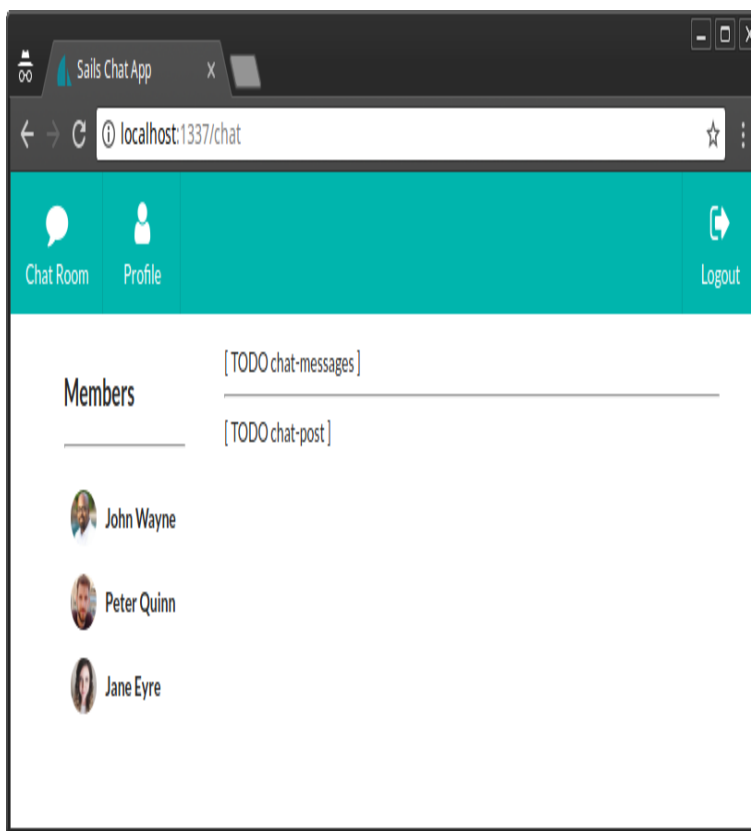 Sails Chat App
localhost:1337/chat
Chat Room
Profile
Logout
Members
[ TODO chat-messages ]
[ TODO chat-post ]
John Wayne
Peter Quinn
Jane Eyre